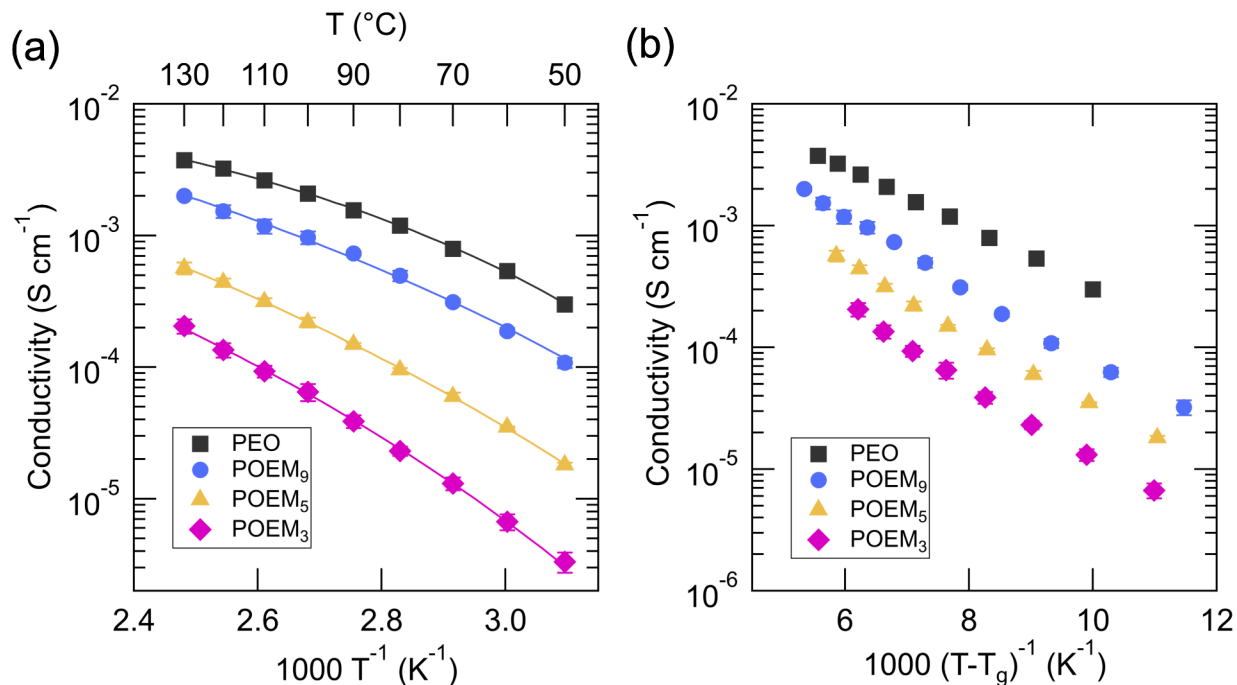 (a)
T (°C)
130 110 90 70 50
10⁻²
10⁻³
10⁻⁴
10⁻⁵
Conductivity (S cm⁻¹)
PEO
POEM₉
POEM₅
POEM₃
2.4 2.6 2.8 3.0
1000 T⁻¹ (K⁻¹)
(b)
10⁻²
10⁻³
10⁻⁴
10⁻⁵
10⁻⁶
Conductivity (S cm⁻¹)
PEO
POEM₉
POEM₅
POEM₃
6 8 10 12
1000 (T-T_g)⁻¹ (K⁻¹)